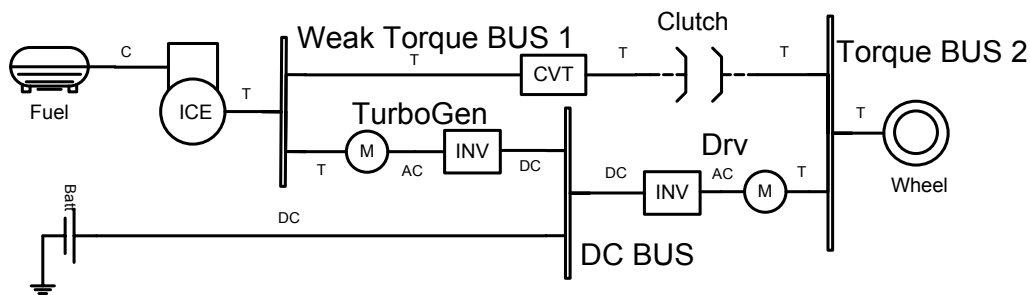 Weak Torque BUS 1
Clutch
C
T
T
T
T
Torque BUS 2
CVT
Fuel
ICE
T
TurboGen
T
Wheel
M
INV
T
AC
DC
Drv
DC
INV
AC
M
T
Batt
DC
DC BUS